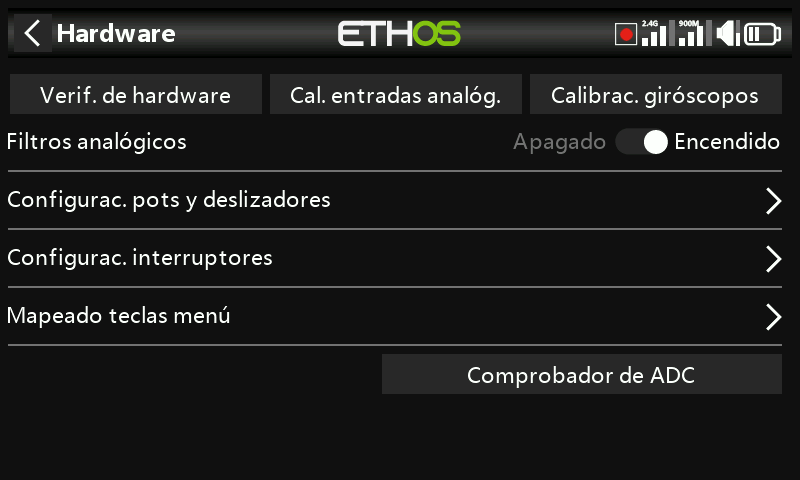 Hardware
ETHOS
2.4G
900M
Verif. de hardware
Cal. entradas analóg.
Calibrac. giróscopos
Filtros analógicos
Apagado
Encendido
Configurac. pots y deslizadores
Configurac. interruptores
Mapeado teclas menú
Comprobador de ADC